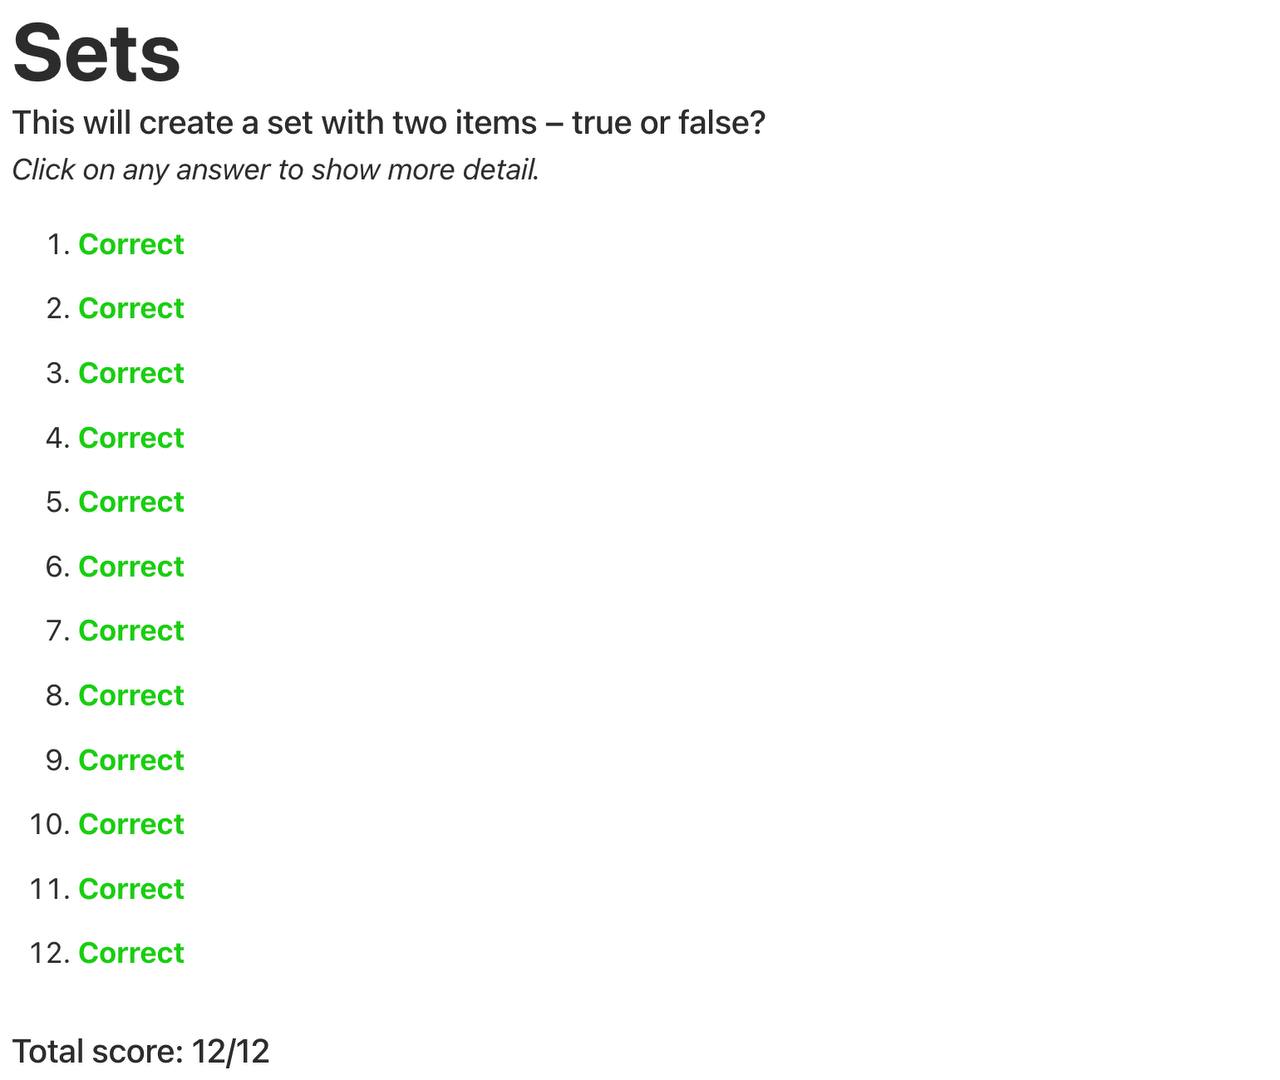 Sets
This will create a set with two items – true or false?
Click on any answer to show more detail.
1. Correct
2. Correct
3. Correct
4. Correct
5. Correct
6. Correct
7. Correct
8. Correct
9. Correct
10. Correct
11. Correct
12. Correct
Total score: 12/12